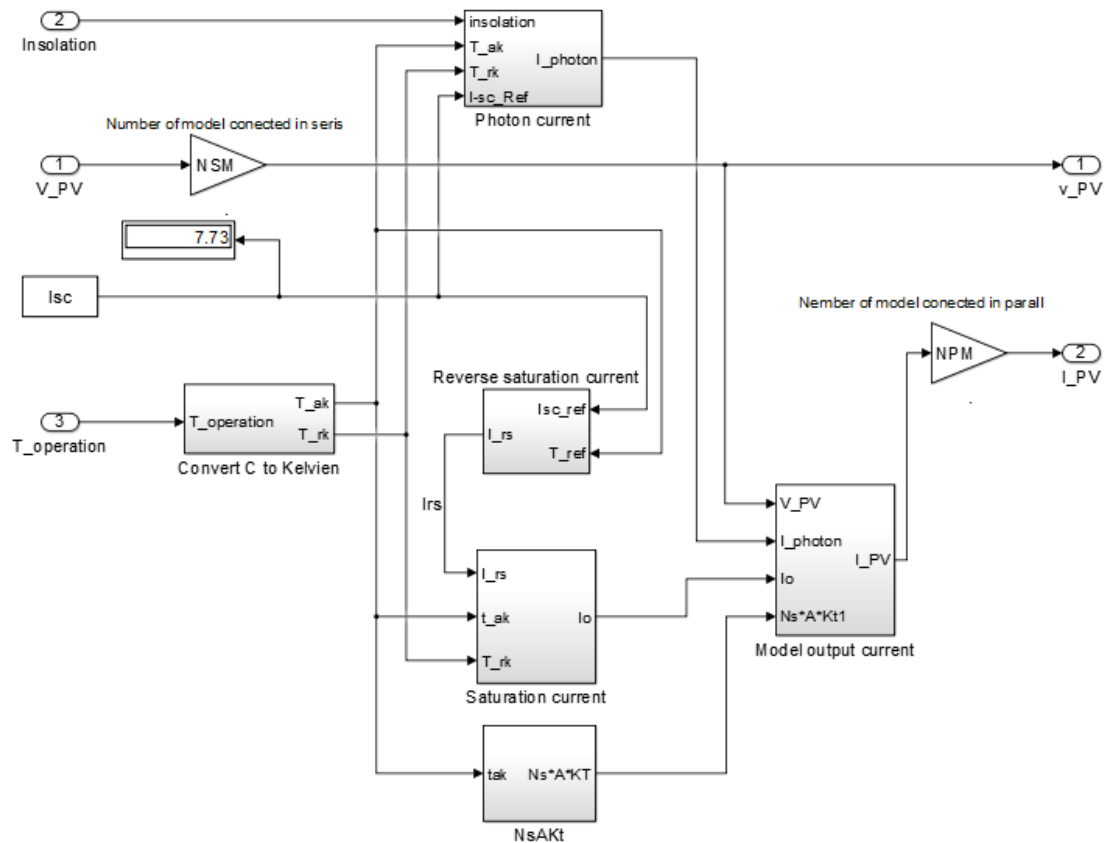 2
Insolation
insolation
T_ak
T_rk
I-sc_Ref
I_photon
Photon current
Number of model conected in seris
1
V_PV
NSM
1
v_PV
7.73
Isc
Nember of model conected in parall
NPM
2
I_PV
3
T_operation
T_operation
T_ak
T_rk
Convert C to Kelvien
Reverse saturation current
Isc_ref
I_rs
T_ref
Irs
I_rs
t_ak
T_rk
Io
Saturation current
V_PV
I_photon
Io
Ns*A*Kt1
I_PV
Model output current
tak
Ns*A*KT
NsAKt